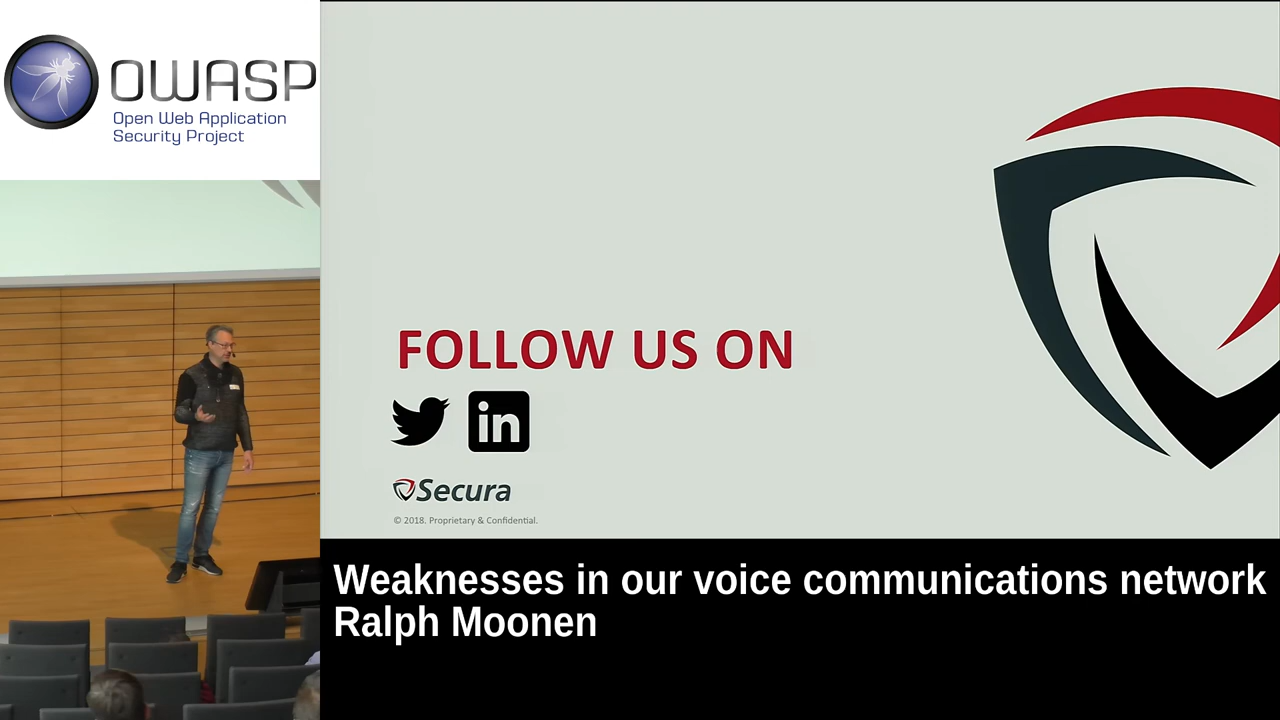 OWASP
Open Web Application
Security Project
FOLLOW US ON
in
Secura
© 2018. Proprietary & Confidential.
Weaknesses in our voice communications network
Ralph Moonen